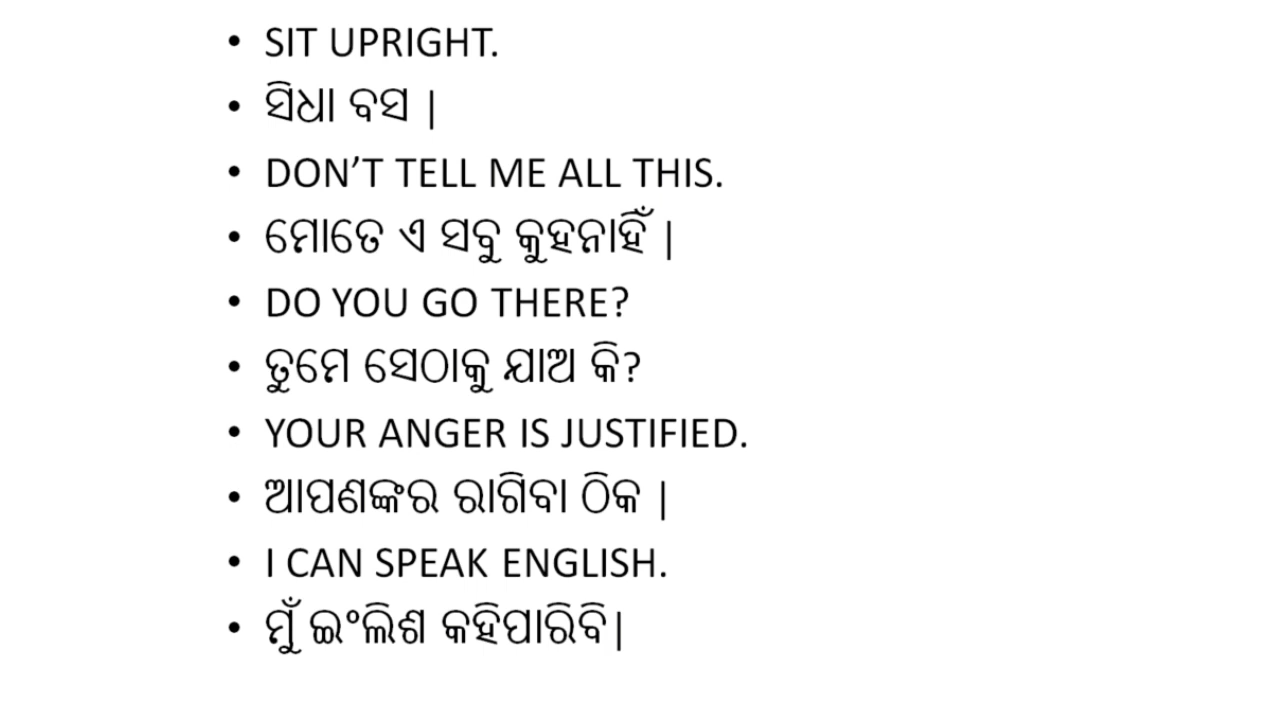 • SIT UPRIGHT.
• ସିଧା ବସ |
• DON’T TELL ME ALL THIS.
• ମୋତେ ଏ ସବୁ କୁହନାହିଁ |
• DO YOU GO THERE?
• ତୁମେ ସେଠାକୁ ଯାଅ କି?
• YOUR ANGER IS JUSTIFIED.
• ଆପଣଙ୍କର ରାଗିବା ଠିକ |
• I CAN SPEAK ENGLISH.
• ମୁଁ ଇଂଲିଶ କହିପାରିବି|